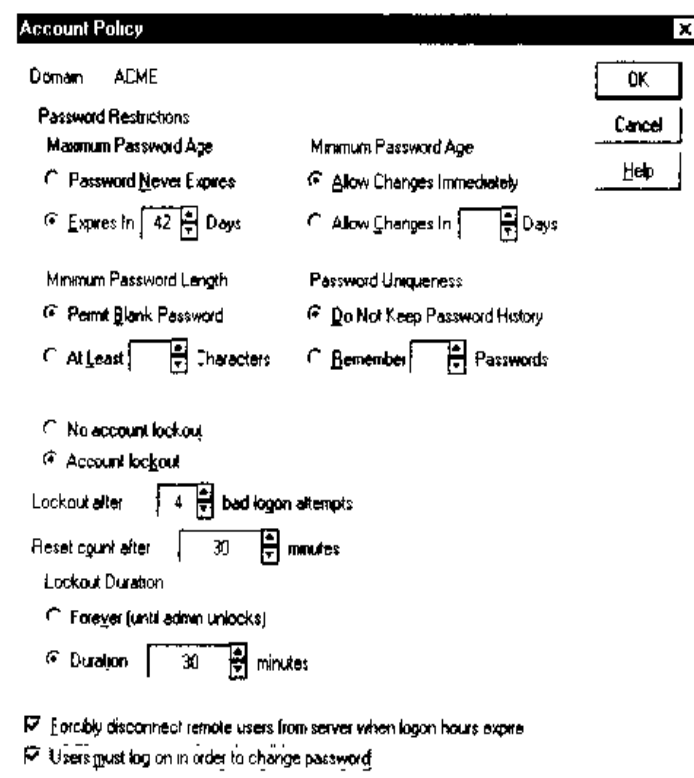 Account Policy
Domain ACME
OK
Cancel
Help
Password Restrictions
Maximum Password Age
Password Never Expires
Expires In 42 Days
Minimum Password Age
Allow Changes Immediately
Allow Changes In Days
Minimum Password Length
Permit Blank Password
At Least Characters
Password Uniqueness
Do Not Keep Password History
Remember Passwords
No account lockout
Account lockout
Lockout after 4 bad logon attempts
Reset count after 30 minutes
Lockout Duration
Forever (until admin unlocks)
Duration 30 minutes
Forcibly disconnect remote users from server when logon hours expire
Users must log on in order to change password